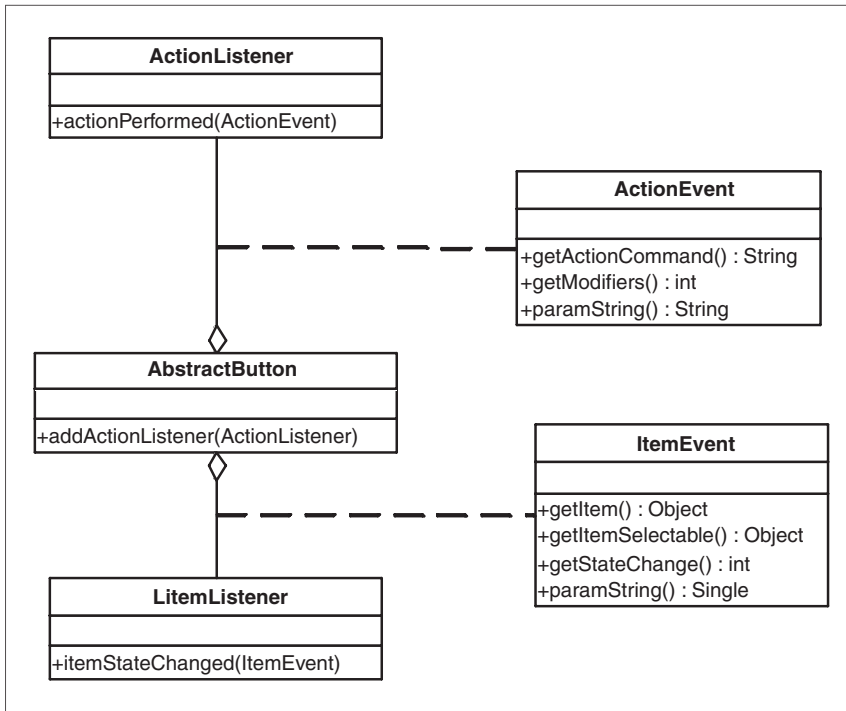 ActionListener
+actionPerformed(ActionEvent)
ActionEvent
+getActionCommand() : String
+getModifiers() : int
+paramString() : String
AbstractButton
+addActionListener(ActionListener)
ItemEvent
+getItem() : Object
+getItemSelectable() : Object
+getStateChange() : int
+paramString() : Single
LitemListener
+itemStateChanged(ItemEvent)